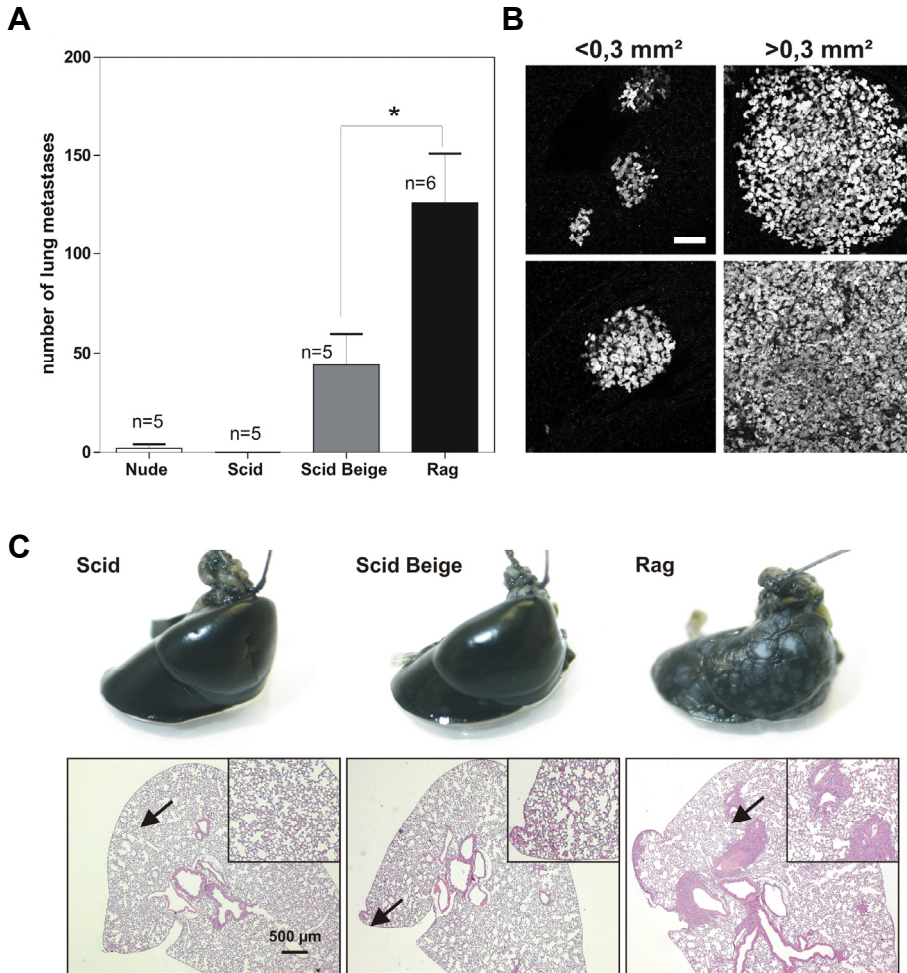 A
number of lung metastases
200
150
100
50
0
*
n=5
n=5
n=5
n=6
Nude Scid Scid Beige Rag
B
<0,3 mm² >0,3 mm²
C
Scid Scid Beige Rag
500 µm